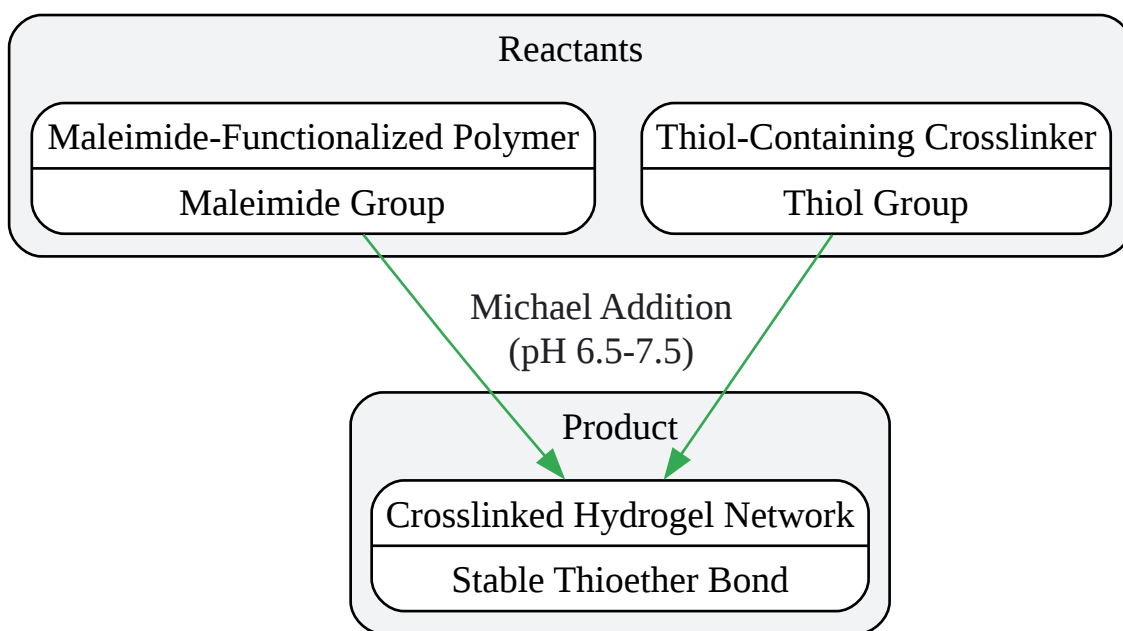 Reactants
Maleimide-Functionalized Polymer
Maleimide Group
Thiol-Containing Crosslinker
Thiol Group
Michael Addition
(pH 6.5-7.5)
Product
Crosslinked Hydrogel Network
Stable Thioether Bond